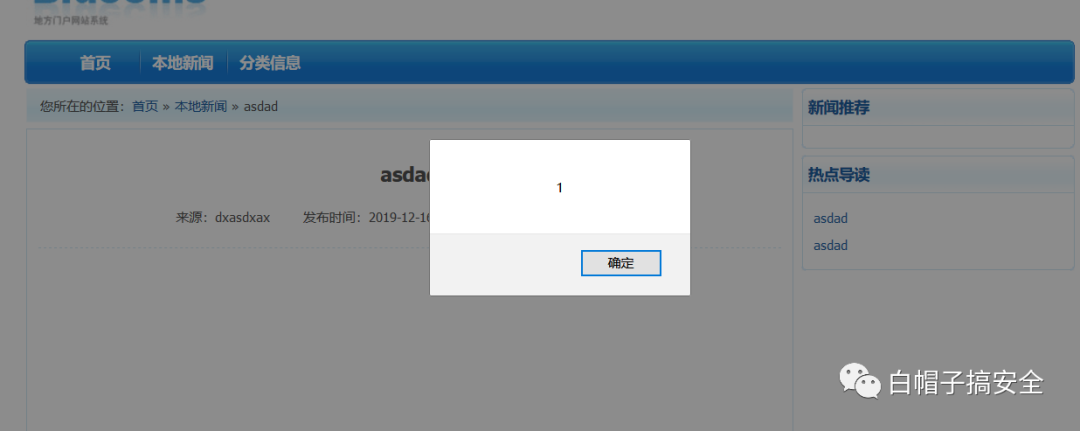 地方门户网站系统
首页 本地新闻 分类信息
您所在的位置：首页 » 本地新闻 » asdad
新闻推荐
热点导读
asdad
asdad
asdad
来源：dxasdxax 发布时间：2019-12-16
1
确定
白帽子搞安全